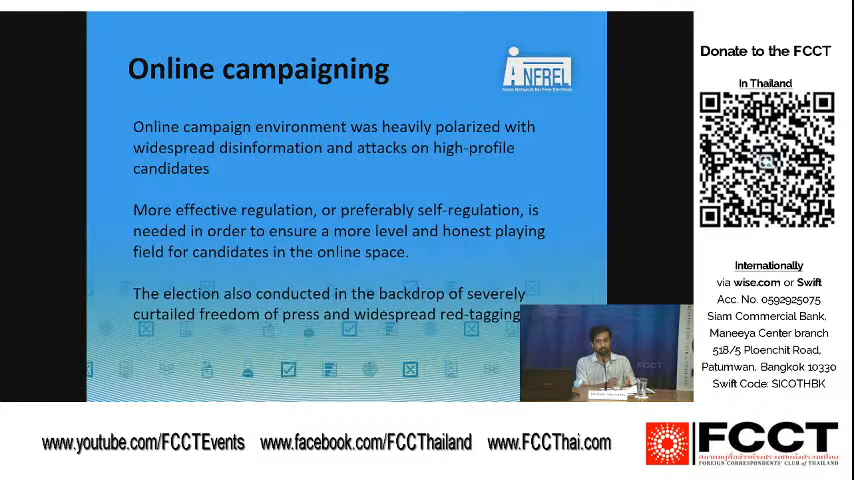 Online campaigning
ANFREL
Asian Network for Free Elections
Online campaign environment was heavily polarized with
widespread disinformation and attacks on high-profile
candidates
More effective regulation, or preferably self-regulation, is
needed in order to ensure a more level and honest playing
field for candidates in the online space.
The election also conducted in the backdrop of severely
curtailed freedom of press and widespread red-tagging
FCCT
Donate to the FCCT
In Thailand
Internationally
via wise.com or Swift
Acc. No. 0592925075
Siam Commercial Bank,
Maneeya Center branch
518/5 Ploenchit Road,
Patumwan, Bangkok 10330
Swift Code: SICOTHBK
www.youtube.com/FCCTEvents www.facebook.com/FCCThailand www.FCCThai.com
FCCT
FOREIGN CORRESPONDENTS' CLUB of THAILAND